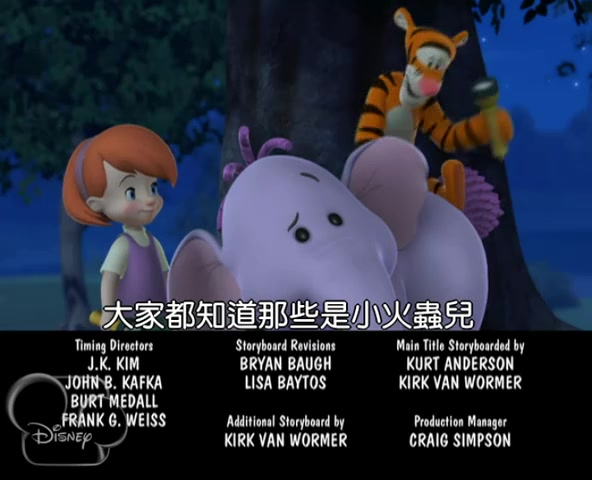 大家都知道那些是小火蟲兒
Timing Directors
J.K. KIM
JOHN B. KAFKA
BURT MEDALL
FRANK G. WEISS
Storyboard Revisions
BRYAN BAUGH
LISA BAYTOS
Additional Storyboard by
KIRK VAN WORMER
Main Title Storyboarded by
KURT ANDERSON
KIRK VAN WORMER
Production Manager
CRAIG SIMPSON
Disney